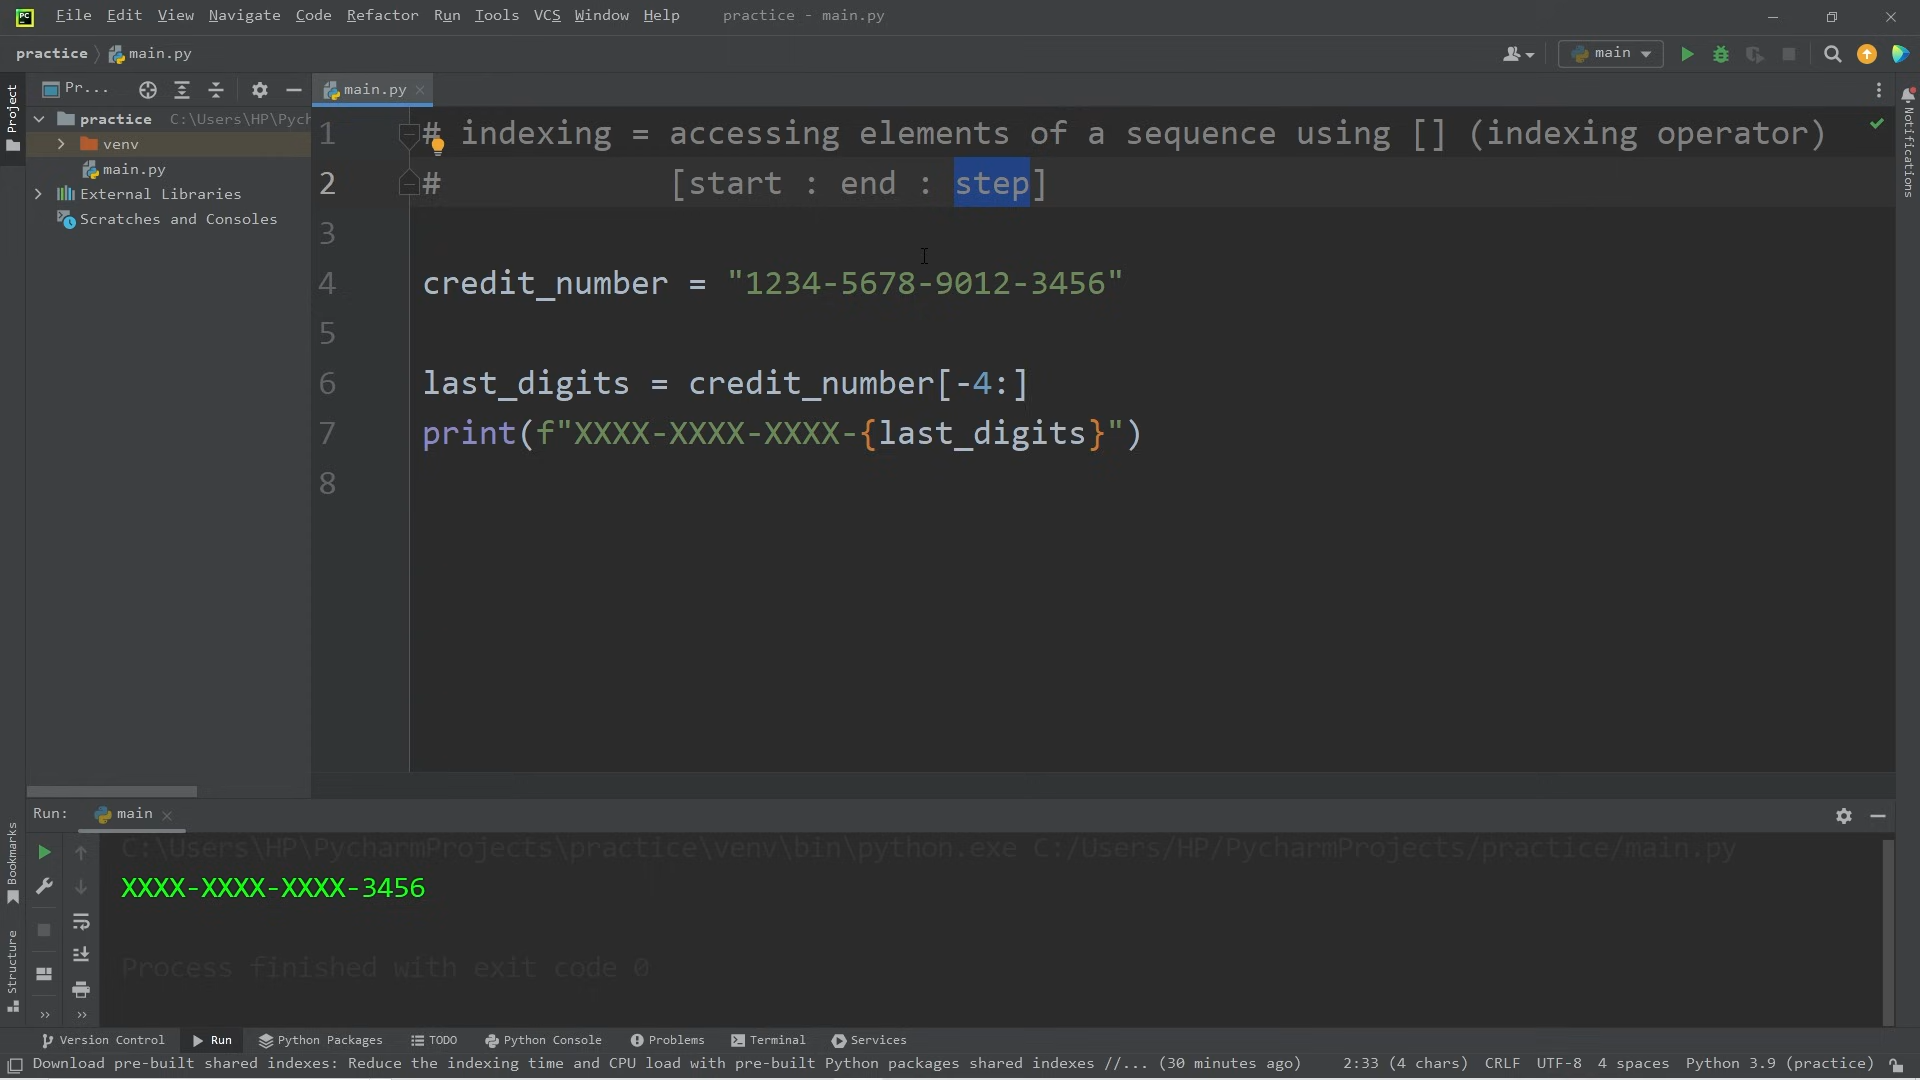 File Edit View Navigate Code Refactor Run Tools VCS Window Help practice - main.py
practice main.py main
Pr... main.py
Project
Notifications
practice C:\Users\HP\Pych
venv
main.py
External Libraries
Scratches and Consoles
1 # indexing = accessing elements of a sequence using [] (indexing operator)
2 # [start : end : step]
3
4 credit_number = "1234-5678-9012-3456"
5
6 last_digits = credit_number[-4:]
7 print(f"XXXX-XXXX-XXXX-{last_digits}")
8
Run: main
Bookmarks
Structure
C:\Users\HP\PycharmProjects\practice\venv\bin\python.exe C:/Users/HP/PycharmProjects/practice/main.py
XXXX-XXXX-XXXX-3456
Process finished with exit code 0
Version Control Run Python Packages TODO Python Console Problems Terminal Services
Download pre-built shared indexes: Reduce the indexing time and CPU load with pre-built Python packages shared indexes //... (30 minutes ago) 2:33 (4 chars) CRLF UTF-8 4 spaces Python 3.9 (practice)